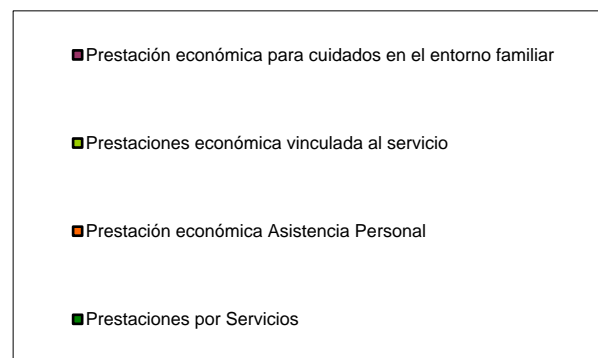 Prestación económica para cuidados en el entorno familiar
Prestaciones económica vinculada al servicio
Prestación económica Asistencia Personal
Prestaciones por Servicios